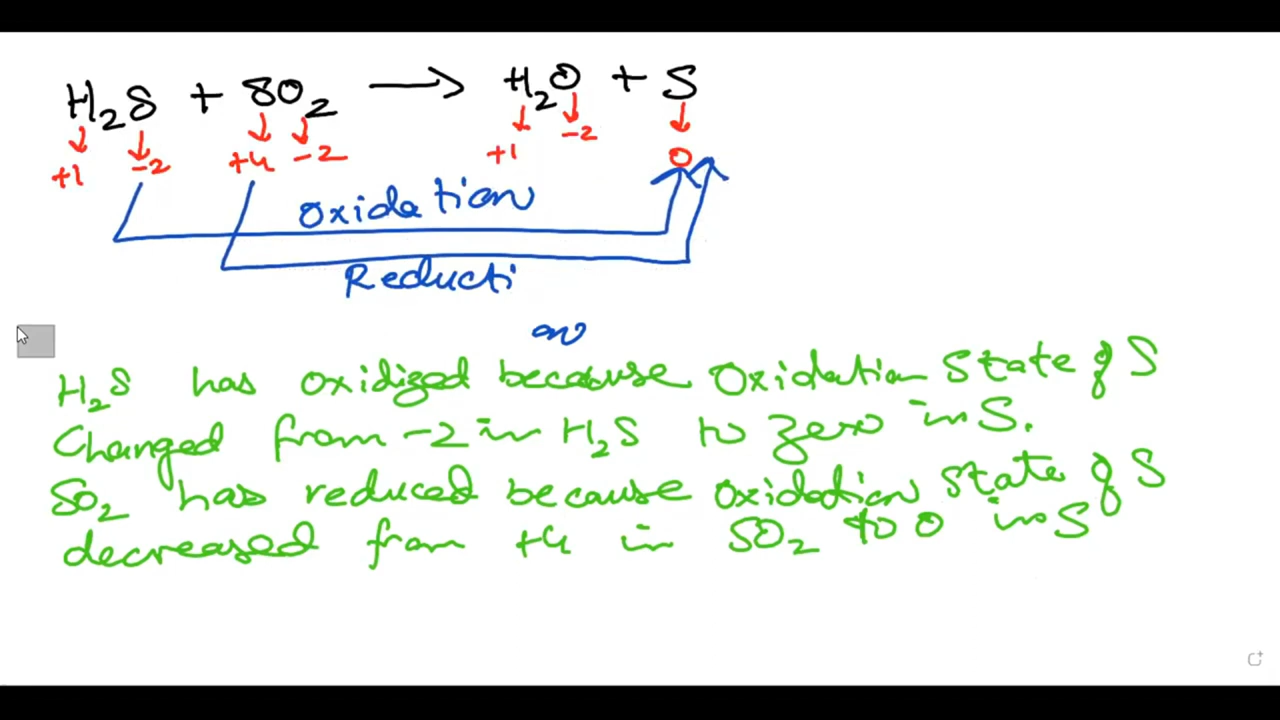 H₂S + SO₂ → H₂O + S
+1 -2 +4 -2 +1 -2 0
Oxidation
Reducti
on
H₂S has oxidized because Oxidation State of S
Changed from -2 in H₂S to zero in S.
SO₂ has reduced because oxidation State of S
decreased from +4 in SO₂ to 0 in S